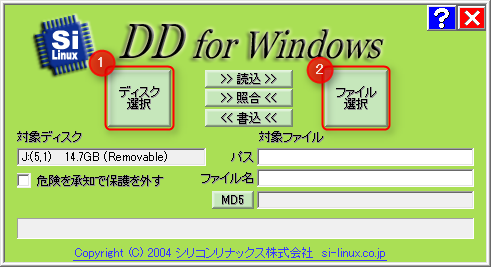 Si
Linux
DD for Windows
?
×
1
ディスク
選択
>> 読込 >>
>> 照合 <<
<< 書込 <<
2
ファイル
選択
対象ディスク
J:(5,1) 14.7GB (Removable)
危険を承知で保護を外す
対象ファイル
パス
ファイル名
MD5
Copyright (C) 2004 シリコンリナックス株式会社 si-linux.co.jp